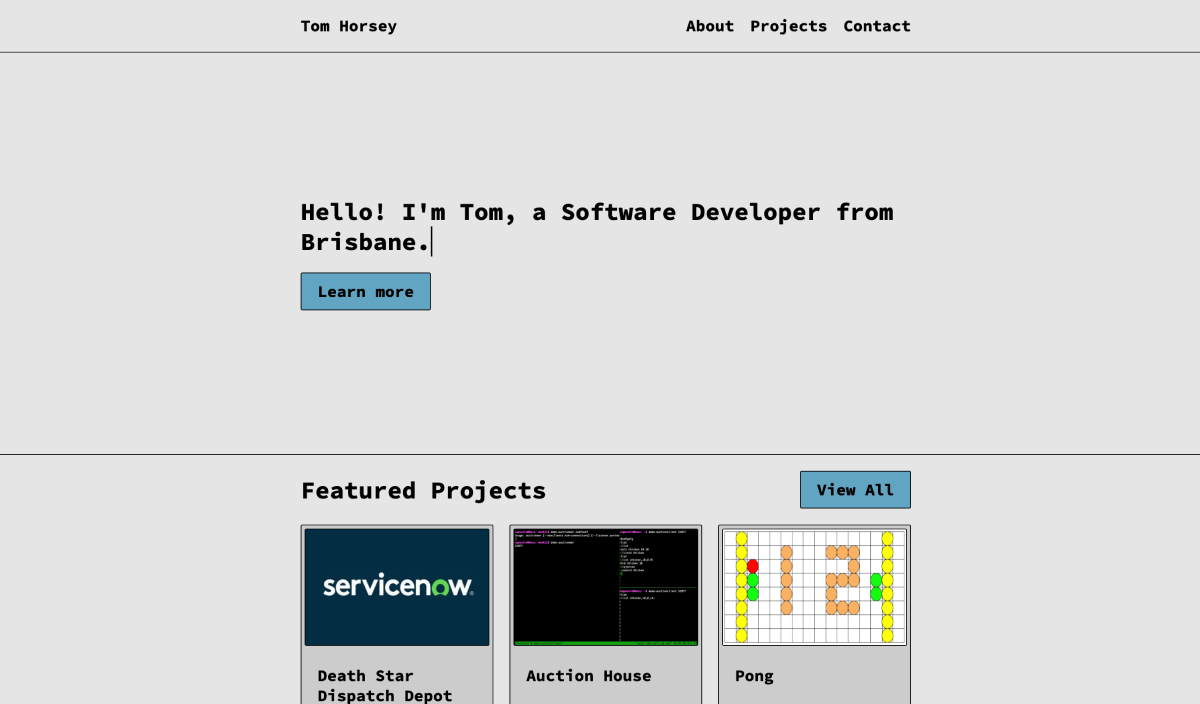 Tom Horsey
About Projects Contact
Hello! I'm Tom, a Software Developer from
Brisbane.
Learn more
Featured Projects
View All
servicenow
Death Star
Dispatch Depot
Auction House
Pong